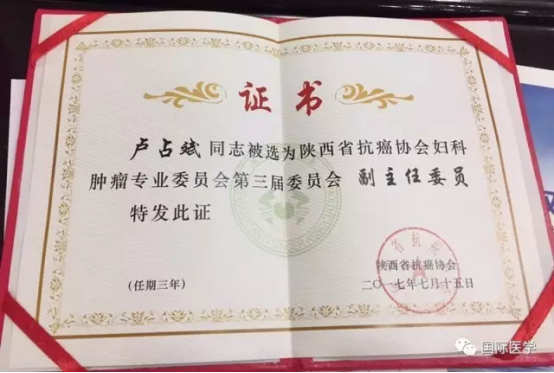 证书
卢占斌同志被选为陕西省抗癌协会妇科
肿瘤专业委员会第三届委员会 副主任委员
特发此证
陕西省抗癌协会
(任期三年)
二〇一七年七月十五日
国际医学